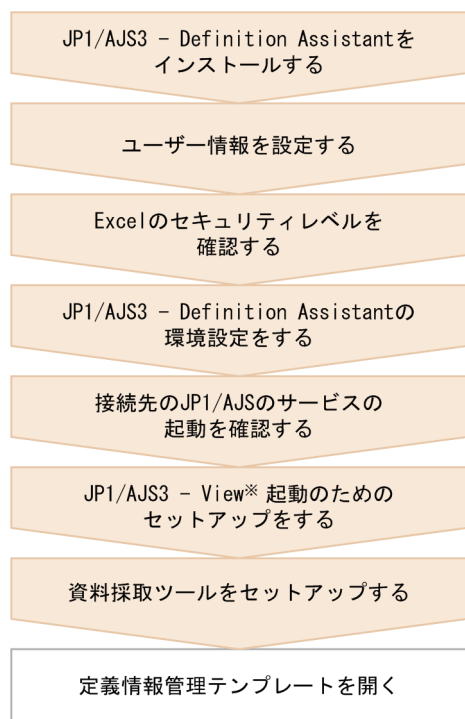 JP1/AJS3 − Definition Assistantを
インストールする
ユーザー情報を設定する
Excelのセキュリティレベルを
確認する
JP1/AJS3 − Definition Assistantの
環境設定をする
接続先のJP1/AJSのサービスの
起動を確認する
JP1/AJS3 − View※ 起動のための
セットアップをする
資料採取ツールをセットアップする
定義情報管理テンプレートを開く